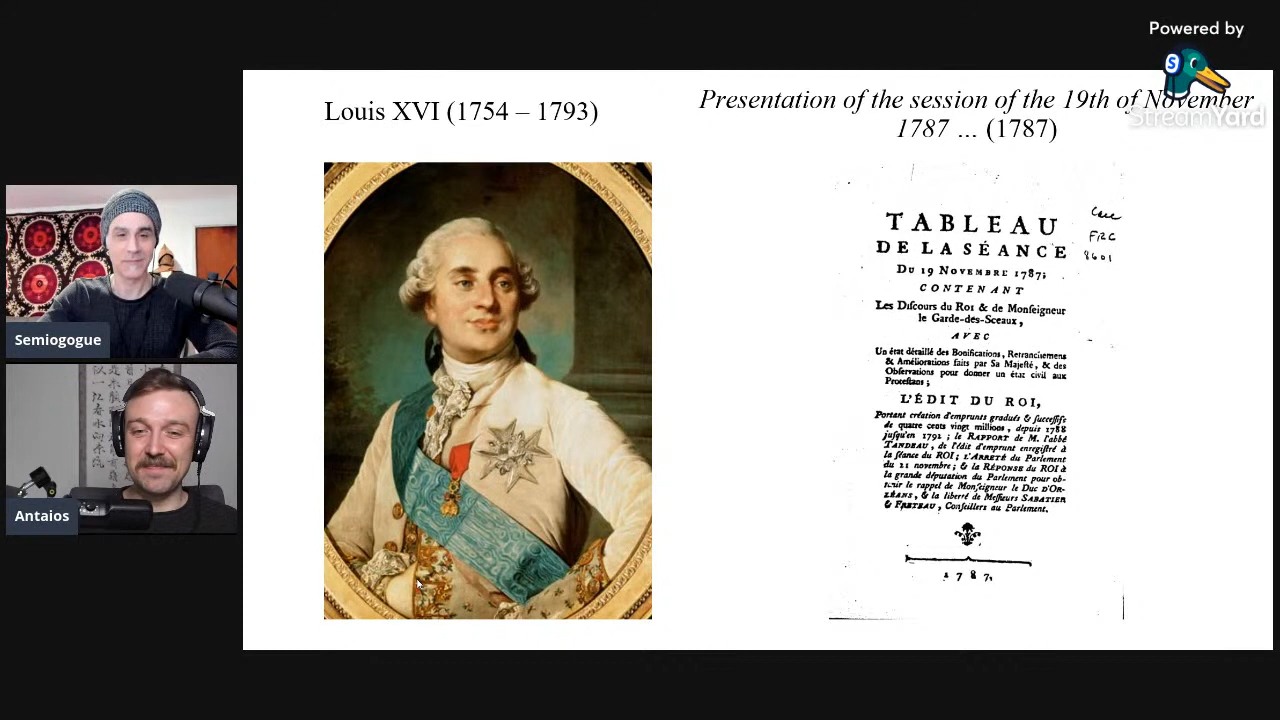 Powered by
StreamYard
Louis XVI (1754 – 1793)
Presentation of the session of the 19th of November
1787 ... (1787)
Semiogogue
Antaios
TABLEAU
DE LA SÉANCE
DU 19 NOVEMBRE 1787;
CONTENANT
Les Diſcours du Roi & de Monſeigneur
le Garde-des-Sceaux,
AVEC
Un état détaillé des Bonifications, Retranchemens
& Améliorations faits par Sa Majeſté, & des
Obſervations pour donner un état civil aux
Proteſtans;
L'ÉDIT DU ROI,
Portant création d'emprunts gradués & ſucceſſifs
de quatre cents vingt millions, depuis 1788
juſqu'en 1792; le RAPPORT de M. l'abbé
TANDEAU, de l'édit d'emprunt enregiſtré à
la ſéance du ROI; L'ARRETÉ du Parlement
du 21 novembre; & la RÉPONSE du ROI à
la grande députation du Parlement pour ob-
tenir le rappel de Monſeigneur le Duc D'OR-
LÉANS, & la liberté de Meſſieurs SABATIER
& FRETEAU, Conſeillers au Parlement.
1787.
Case
FRC
8601